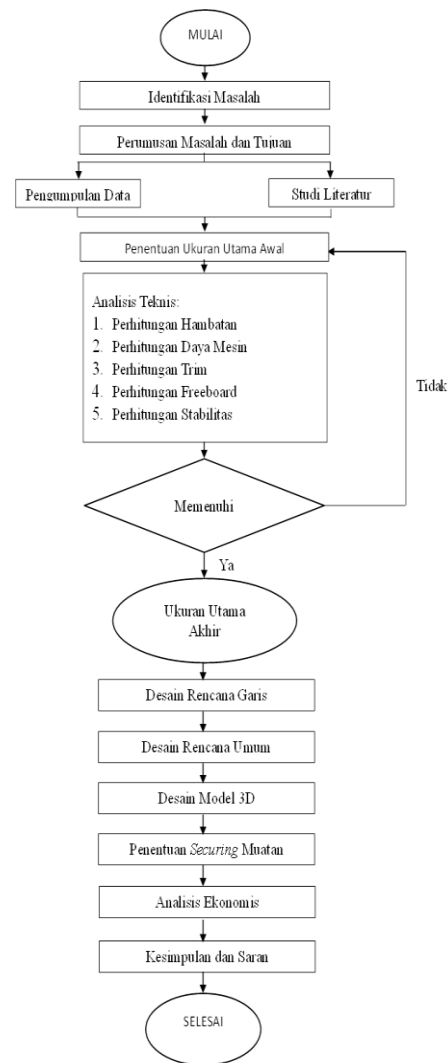 MULAI
Identifikasi Masalah
Perumusan Masalah dan Tujuan
Pengumpulan Data
Studi Literatur
Penentuan Ukuran Utama Awal
Analisis Teknis:
1. Perhitungan Hambatan
2. Perhitungan Daya Mesin
3. Perhitungan Trim
4. Perhitungan Freeboard
5. Perhitungan Stabilitas
Tidak
Memenuhi
Ya
Ukuran Utama
Akhir
Desain Rencana Garis
Desain Rencana Umum
Desain Model 3D
Penentuan Securing Muatan
Analisis Ekonomis
Kesimpulan dan Saran
SELESAI